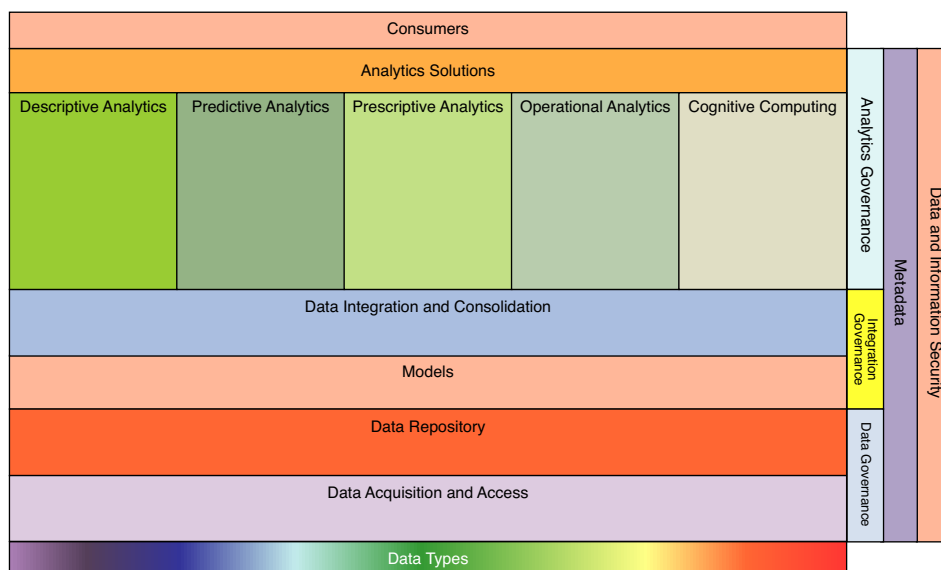 Consumers
Analytics Solutions
Descriptive Analytics
Predictive Analytics
Prescriptive Analytics
Operational Analytics
Cognitive Computing
Data Integration and Consolidation
Models
Data Repository
Data Acquisition and Access
Data Types
Analytics Governance
Integration
Governance
Data Governance
Metadata
Data and Information Security